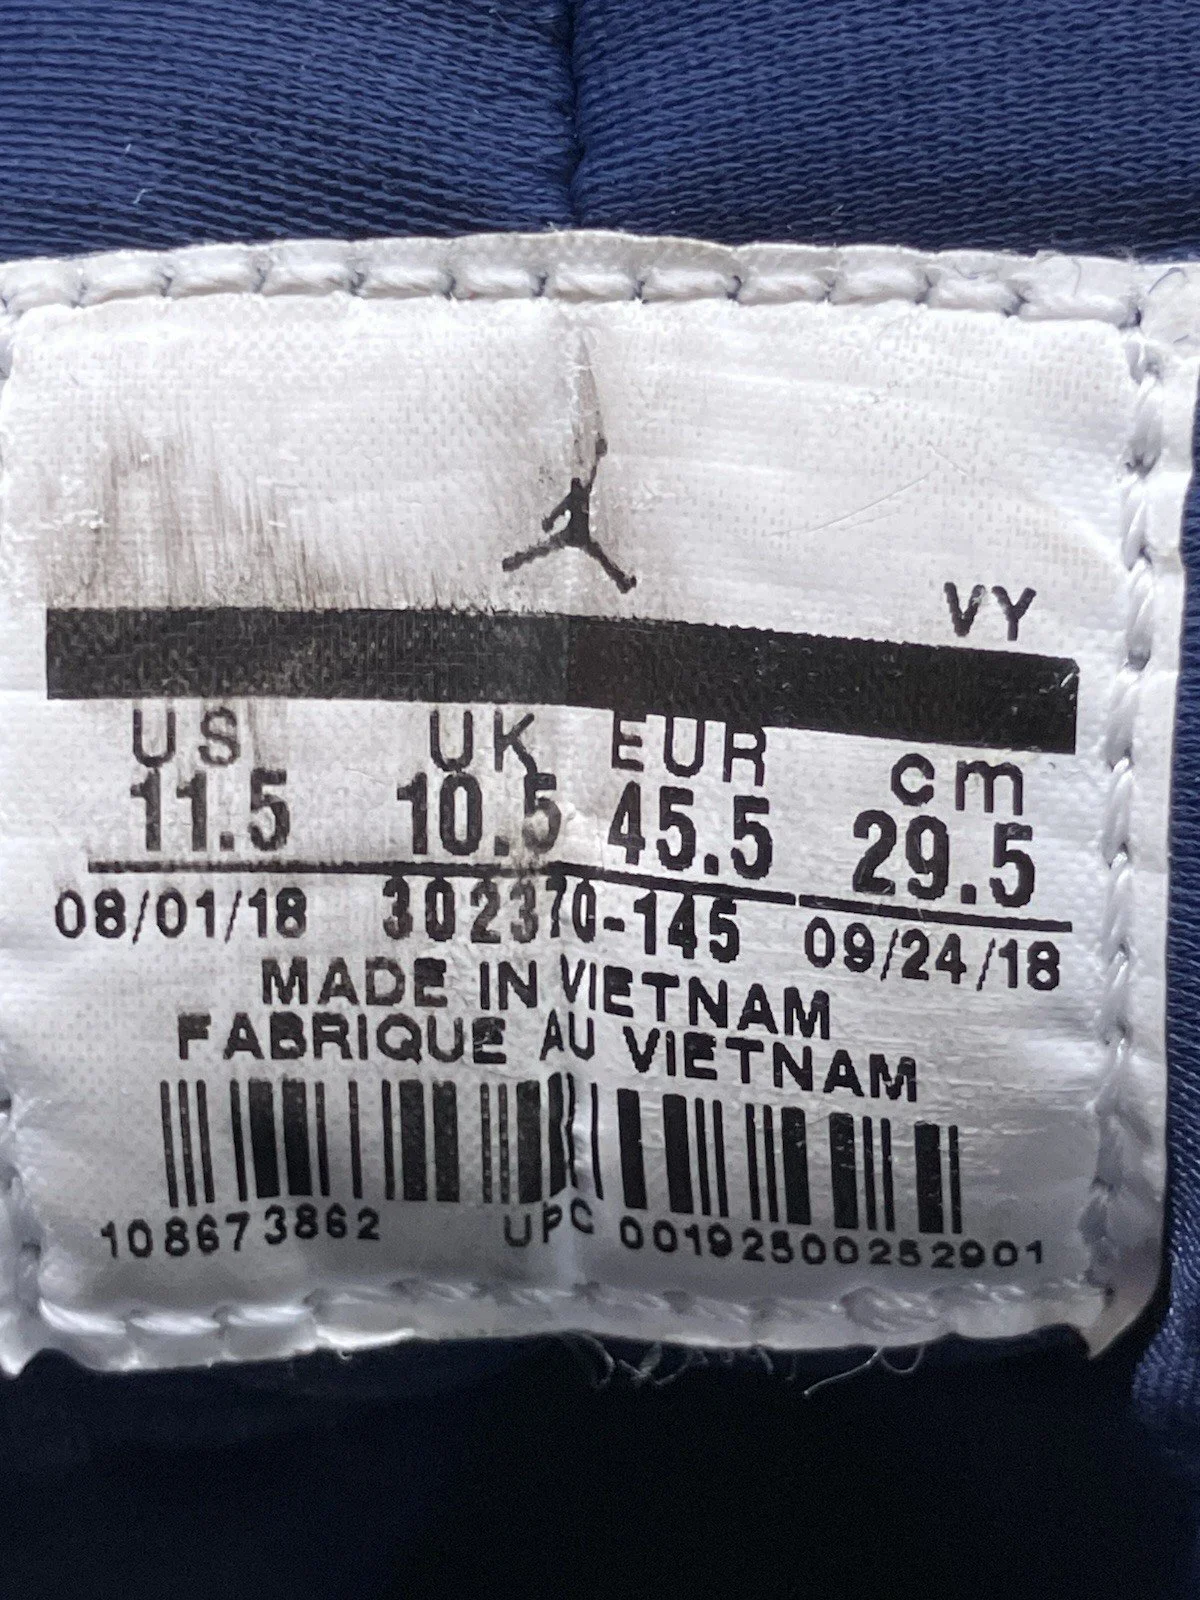 VY
US UK EUR cm
11.5 10.5 45.5 29.5
08/01/18 302370-145 09/24/18
MADE IN VIETNAM
FABRIQUE AU VIETNAM
108673862 UPC 00192500252901